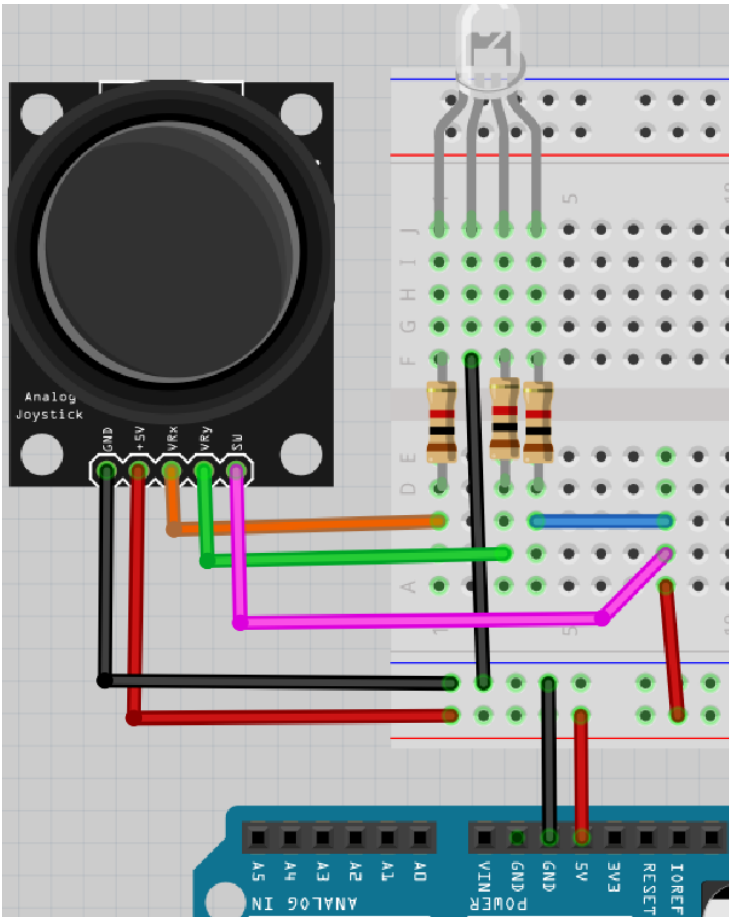 J
I
H
G
F
5
Analog
Joystick
GND
+5V
VRx
VRy
SW
E
D
A
1
5
A5
A4
A3
A2
A1
A0
VIN
GND
GND
5V
3V3
RESET
IOREF
ANALOG IN
POWER